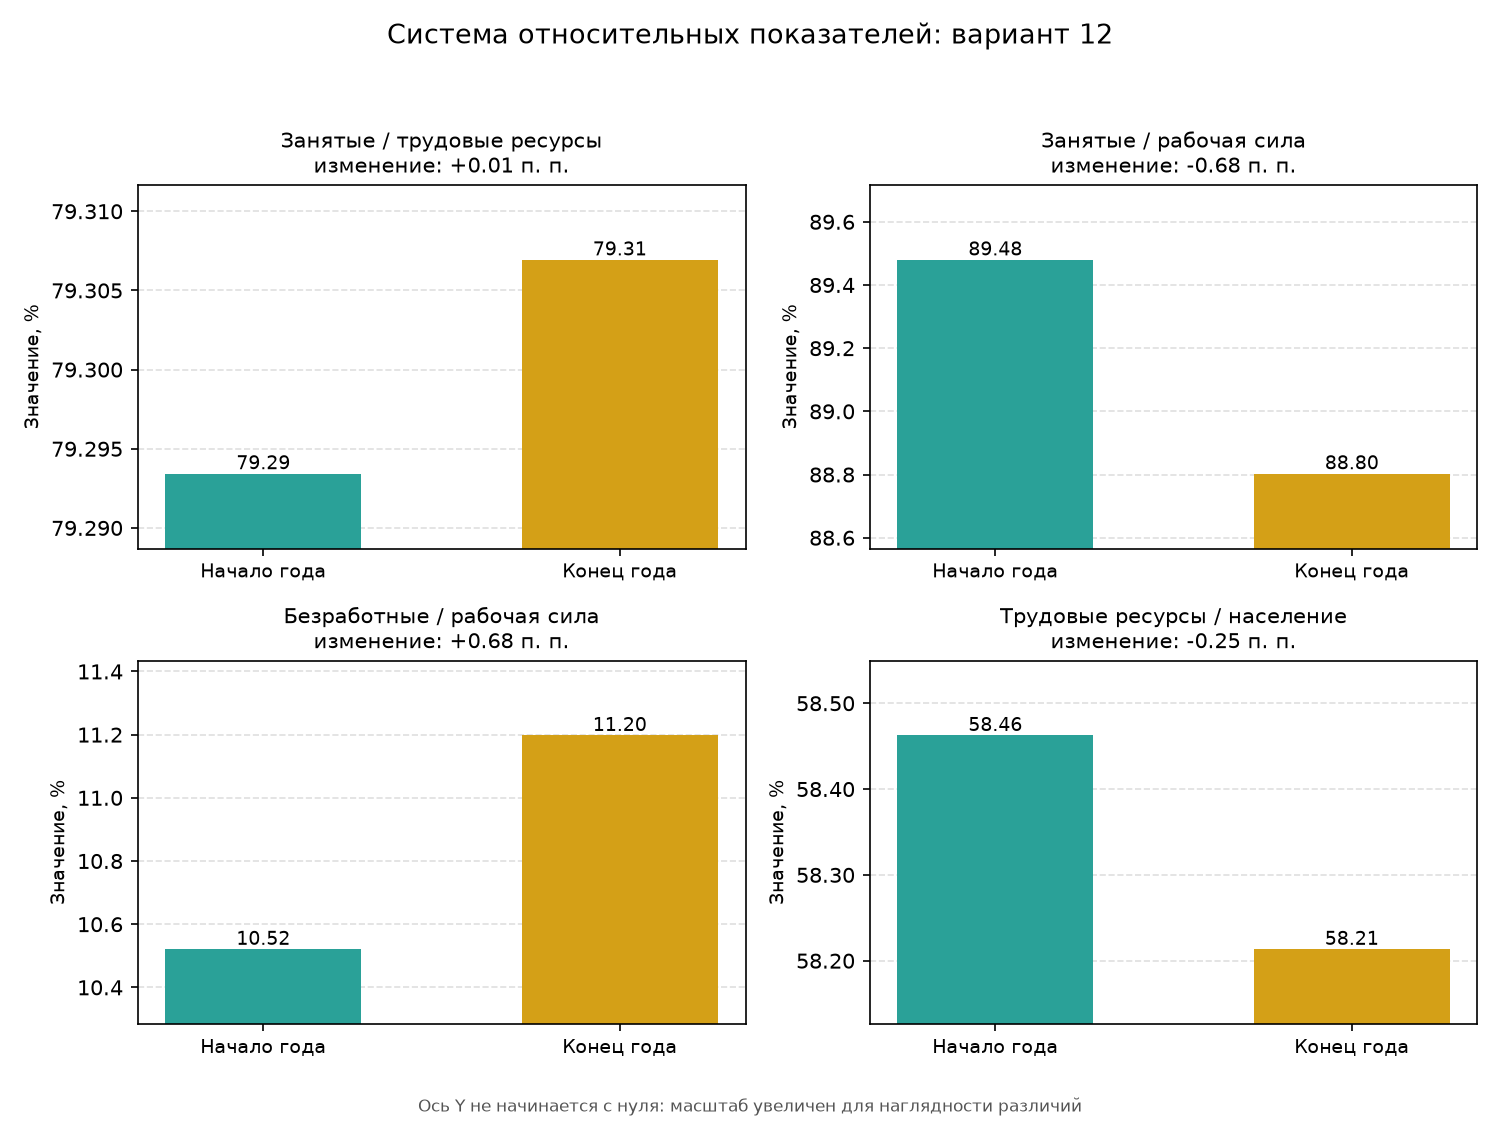 Система относительных показателей: вариант 12
Занятые / трудовые ресурсы
изменение: +0.01 п. п.
Значение, %
79.310
79.305
79.300
79.295
79.290
79.29
79.31
Начало года
Конец года
Занятые / рабочая сила
изменение: -0.68 п. п.
Значение, %
89.6
89.4
89.2
89.0
88.8
88.6
89.48
88.80
Начало года
Конец года
Безработные / рабочая сила
изменение: +0.68 п. п.
Значение, %
11.4
11.2
11.0
10.8
10.6
10.4
10.52
11.20
Начало года
Конец года
Трудовые ресурсы / население
изменение: -0.25 п. п.
Значение, %
58.50
58.40
58.30
58.20
58.46
58.21
Начало года
Конец года
Ось Y не начинается с нуля: масштаб увеличен для наглядности различий